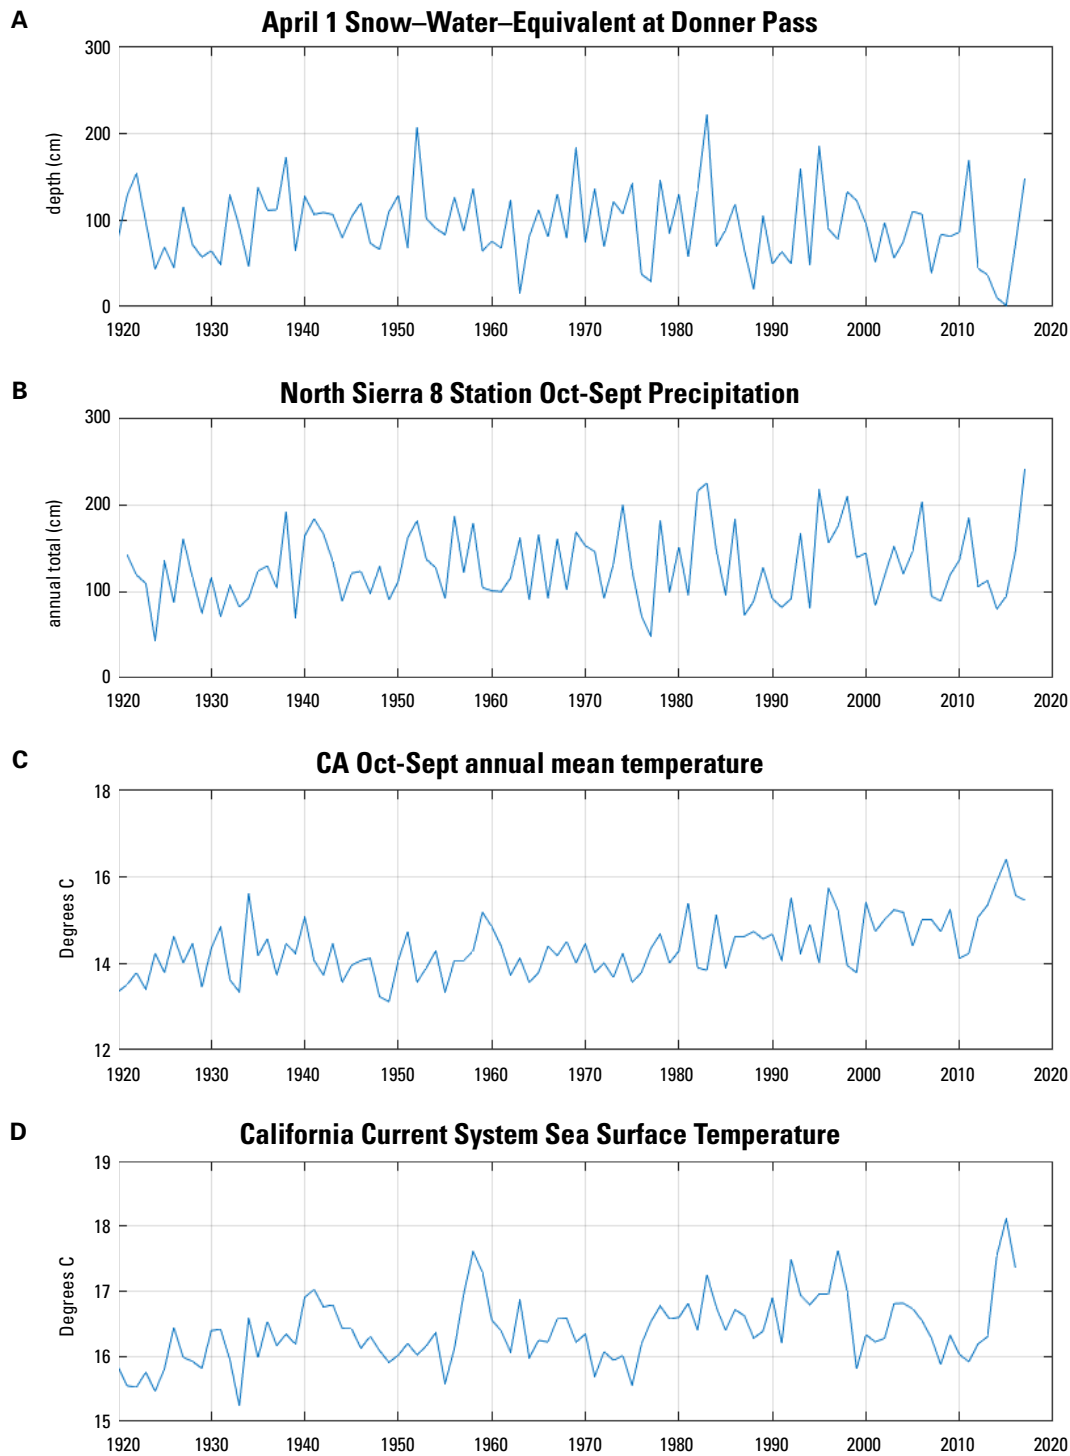 A
April 1 Snow–Water–Equivalent at Donner Pass
300
200
100
0
depth (cm)
1920 1930 1940 1950 1960 1970 1980 1990 2000 2010 2020
B
North Sierra 8 Station Oct-Sept Precipitation
300
200
100
0
annual total (cm)
1920 1930 1940 1950 1960 1970 1980 1990 2000 2010 2020
C
CA Oct-Sept annual mean temperature
18
16
14
12
Degrees C
1920 1930 1940 1950 1960 1970 1980 1990 2000 2010 2020
D
California Current System Sea Surface Temperature
19
18
17
16
15
Degrees C
1920 1930 1940 1950 1960 1970 1980 1990 2000 2010 2020